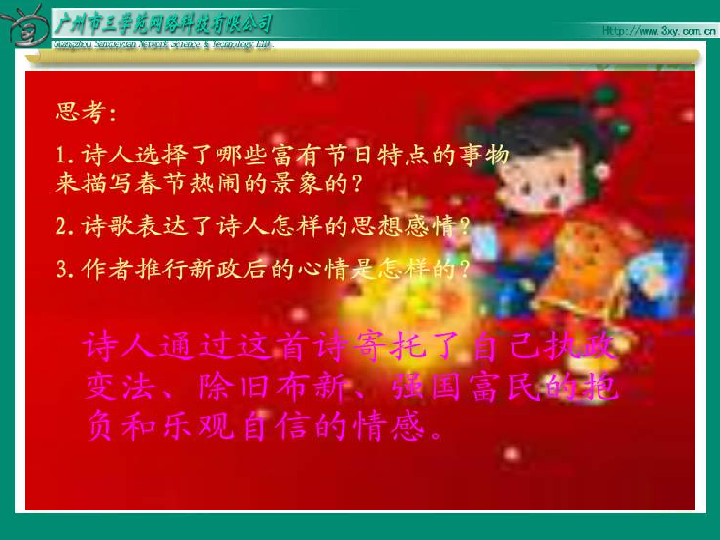 广州市三学苑网络科技有限公司
Guangzhou Sanxueyuan Network Science & Technology Ltd.
Http://www.3xy.com.cn
思考:
1.诗人选择了哪些富有节日特点的事物
来描写春节热闹的景象的?
2.诗歌表达了诗人怎样的思想感情?
3.作者推行新政后的心情是怎样的?
诗人通过这首诗寄托了自己执政
变法、除旧布新、强国富民的抱
负和乐观自信的情感。